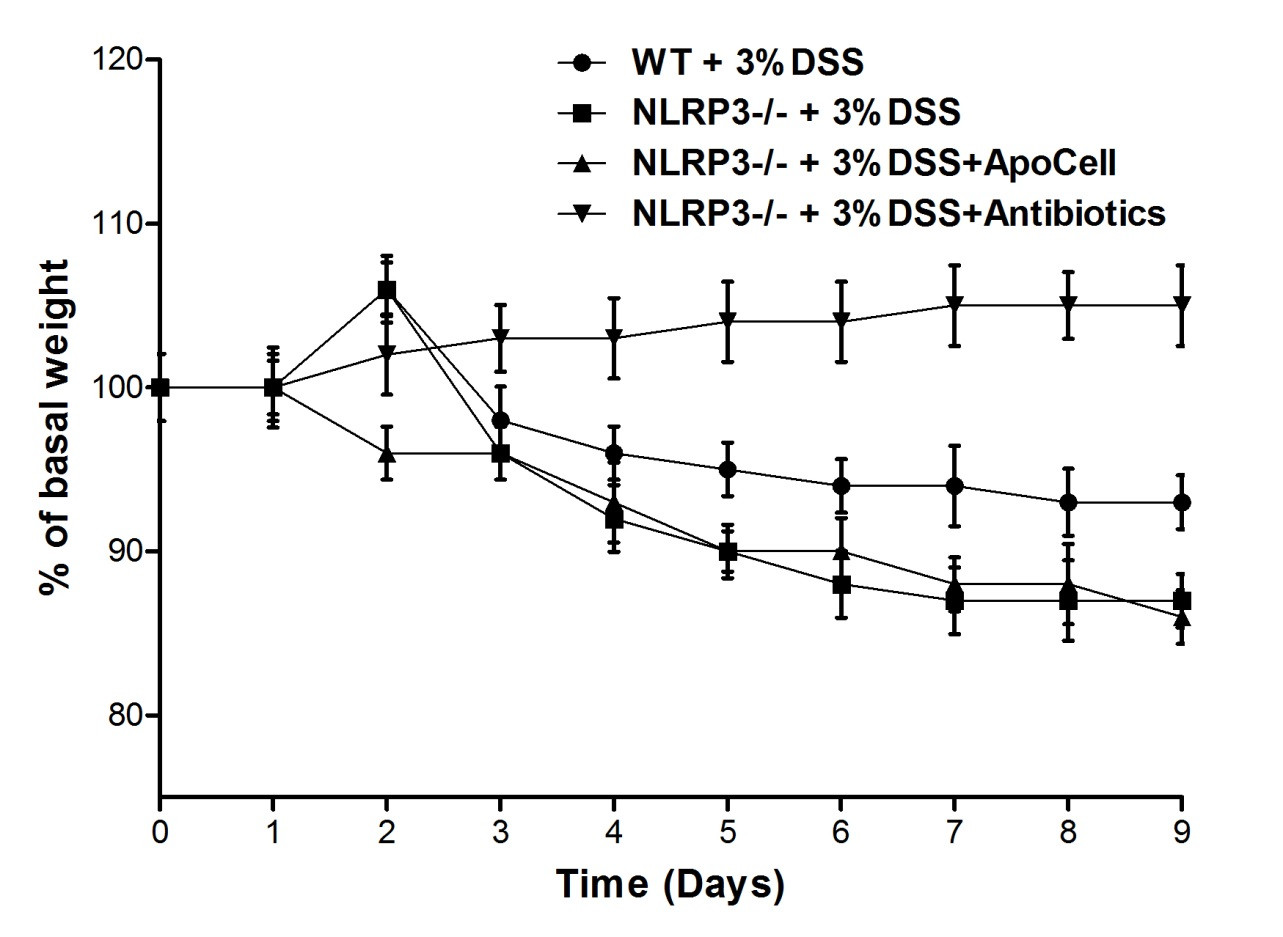 120
WT + 3% DSS
NLRP3-/- + 3% DSS
NLRP3-/- + 3% DSS+ApoCell
NLRP3-/- + 3% DSS+Antibiotics
110
100
90
80
% of basal weight
0 1 2 3 4 5 6 7 8 9
Time (Days)